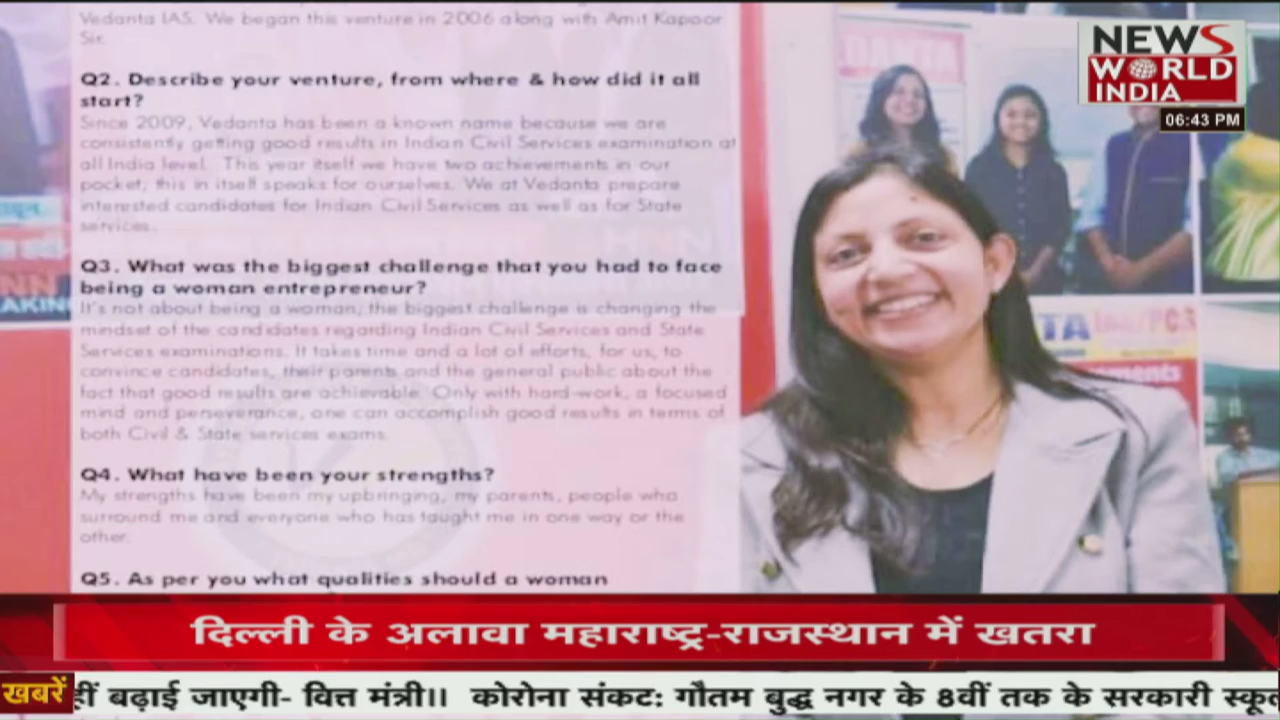 Vedanta IAS. We began this venture in 2006 along with Amit Kapoor
Sir.
Q2. Describe your venture, from where & how did it all
start?
Since 2009, Vedanta has been a known name because we are
consistently getting good results in Indian Civil Services examination at
all India level. This year itself we have two achievements in our
pocket; this in itself speaks for ourselves. We at Vedanta prepare
interested candidates for Indian Civil Services as well as for State
services.
Q3. What was the biggest challenge that you had to face
being a woman entrepreneur?
It's not about being a woman; the biggest challenge is changing the
mindset of the candidates regarding Indian Civil Services and State
Services examinations. It takes time and a lot of efforts, for us, to
convince candidates, their parents and the general public about the
fact that good results are achievable. Only with hard-work, a focused
mind and perseverance, one can accomplish good results in terms of
both Civil & State services exams.
Q4. What have been your strengths?
My strengths have been my upbringing, my parents, people who
surround me and everyone who has taught me in one way or the
other.
Q5. As per you what qualities should a woman
NEWS
WORLD
INDIA
06:43 PM
HNN
TA
दिल्ली के अलावा महाराष्ट्र-राजस्थान में खतरा
खबरें
हीं बढ़ाई जाएगी- वित्त मंत्री।। कोरोना संकट: गौतम बुद्ध नगर के 8वीं तक के सरकारी स्कूल